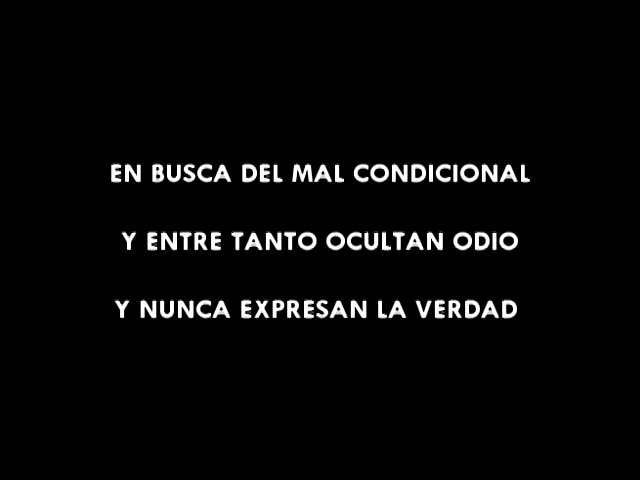 EN BUSCA DEL MAL CONDICIONAL
Y ENTRE TANTO OCULTAN ODIO
Y NUNCA EXPRESAN LA VERDAD